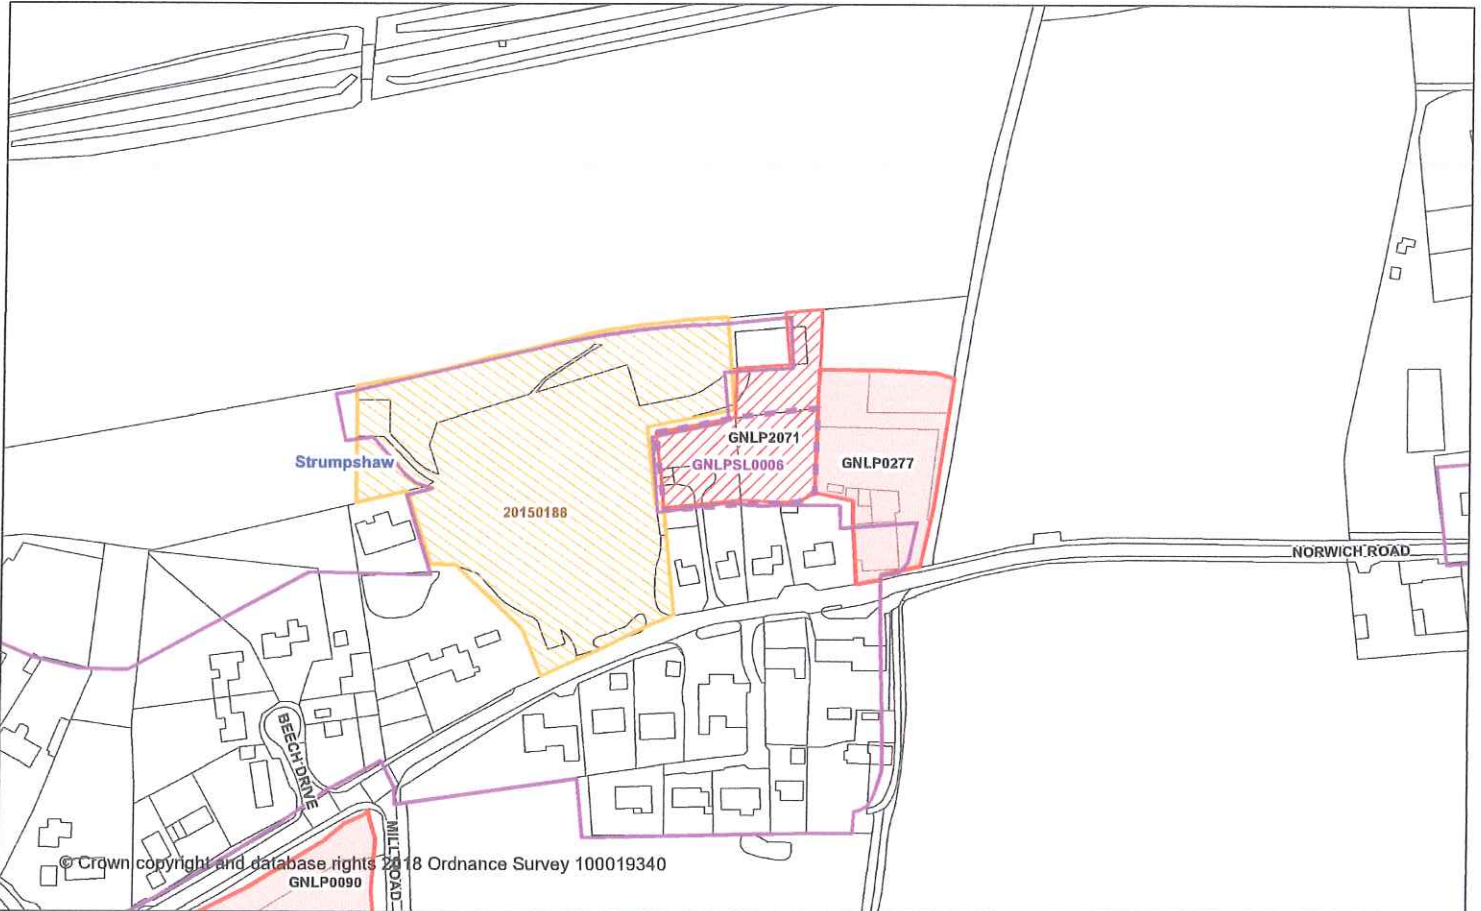 GNLP2071
GNLPSL0006
GNLP0277
Strumpshaw
20150188
NORWICH ROAD
BEECH DRIVE
MILL ROAD
© Crown copyright and database rights 2018 Ordnance Survey 100019340
GNLP0090